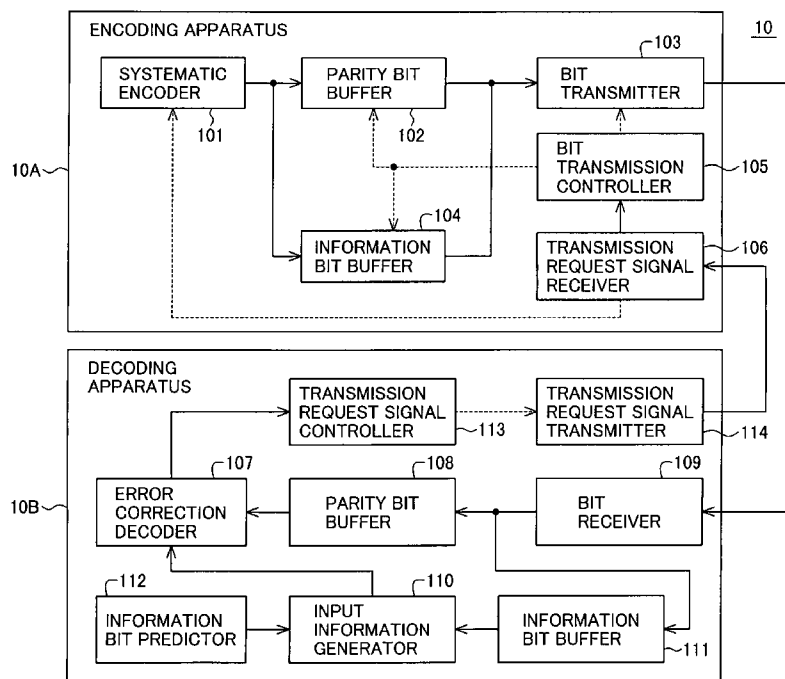 ENCODING APPARATUS
10
103
SYSTEMATIC
ENCODER
101
PARITY BIT
BUFFER
102
BIT
TRANSMITTER
10A
BIT
TRANSMISSION
CONTROLLER
105
104
INFORMATION
BIT BUFFER
106
TRANSMISSION
REQUEST SIGNAL
RECEIVER
DECODING
APPARATUS
TRANSMISSION
REQUEST SIGNAL
CONTROLLER
113
TRANSMISSION
REQUEST SIGNAL
TRANSMITTER
114
107
108
109
10B
ERROR
CORRECTION
DECODER
PARITY BIT
BUFFER
BIT
RECEIVER
112
110
INFORMATION
BIT PREDICTOR
INPUT
INFORMATION
GENERATOR
INFORMATION
BIT BUFFER
111